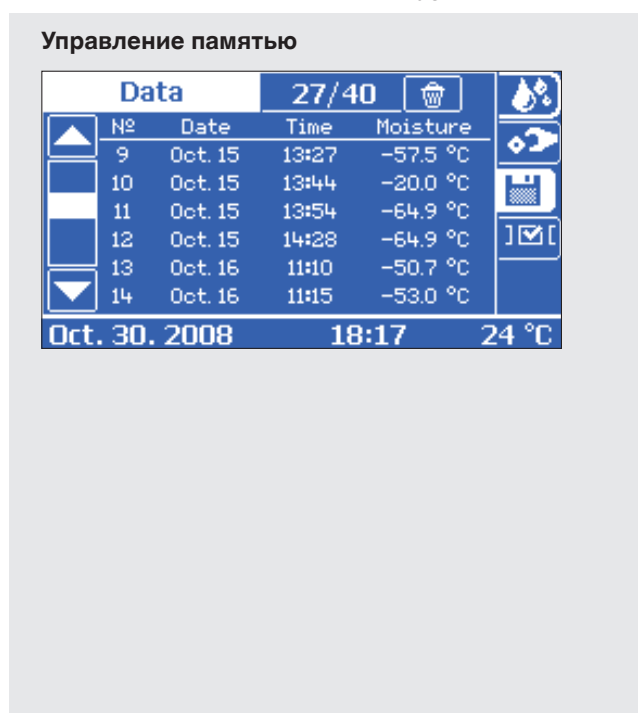 Управление памятью
Data 27/40
№ Date Time Moisture
9 Oct. 15 13:27 -57.5 °C
10 Oct. 15 13:44 -20.0 °C
11 Oct. 15 13:54 -64.9 °C
12 Oct. 15 14:28 -64.9 °C
13 Oct. 16 11:10 -50.7 °C
14 Oct. 16 11:15 -53.0 °C
Oct. 30. 2008 18:17 24 °C